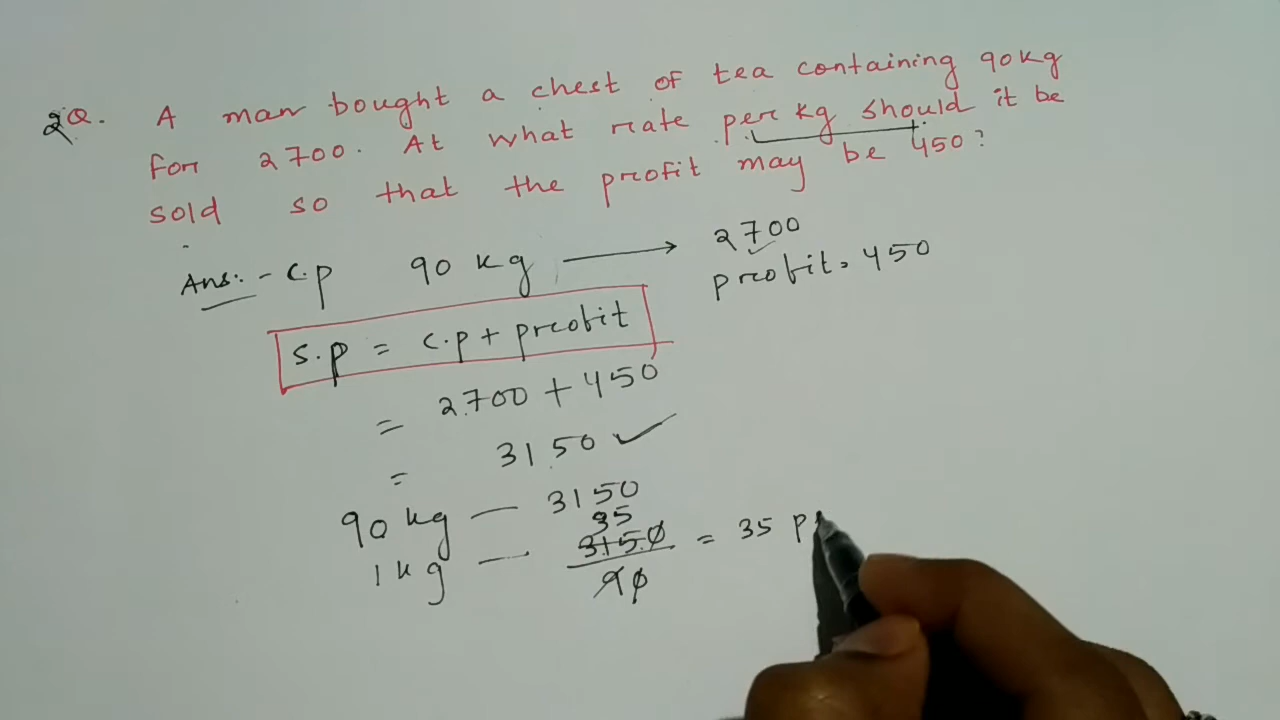 2Q. A man bought a chest of tea containing 90kg
for 2700. At what rate per kg should it be
sold so that the profit may be 450?
Ans:- C.P 90 kg → 2700
profit = 450
S.P = C.P + profit
= 2700 + 450
= 3150 ✓
90 kg — 3150
35
1 kg — 3150/90 = 35 p